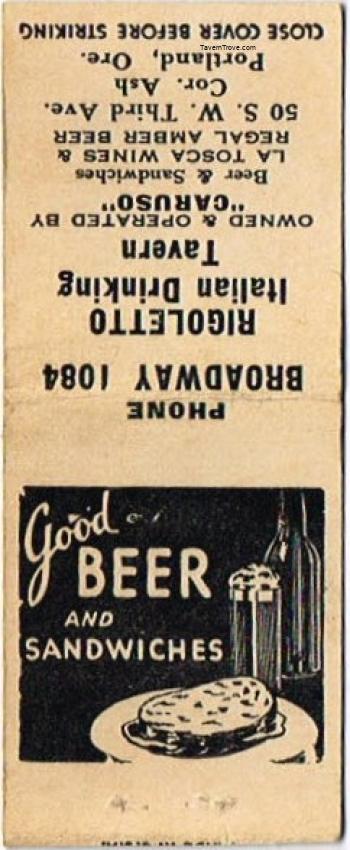 TavernTrove.com
PHONE
BROADWAY 1084
RIGOLETTO
Italian Drinking
Tavern
OWNED & OPERATED BY
"CARUSO"
Beer & Sandwiches
LA TOSCA WINES &
REGAL AMBER BEER
50 S. W. Third Ave.
Cor. Ash
Portland, Ore.
CLOSE COVER BEFORE STRIKING
Good
BEER
AND
SANDWICHES